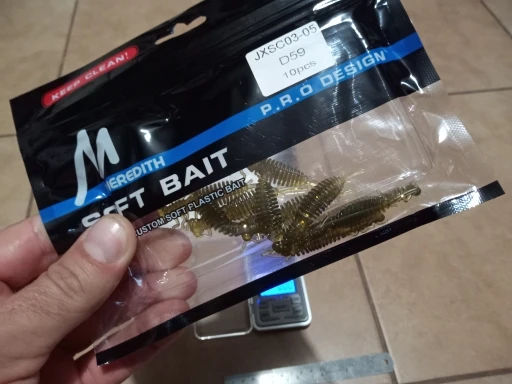 KEEP CLEAN!
JXSC03-05
D59
10pcs
P.R.O DESIGN
M
MEREDITH
SOFT BAIT
CUSTOM SOFT PLASTIC BAIT